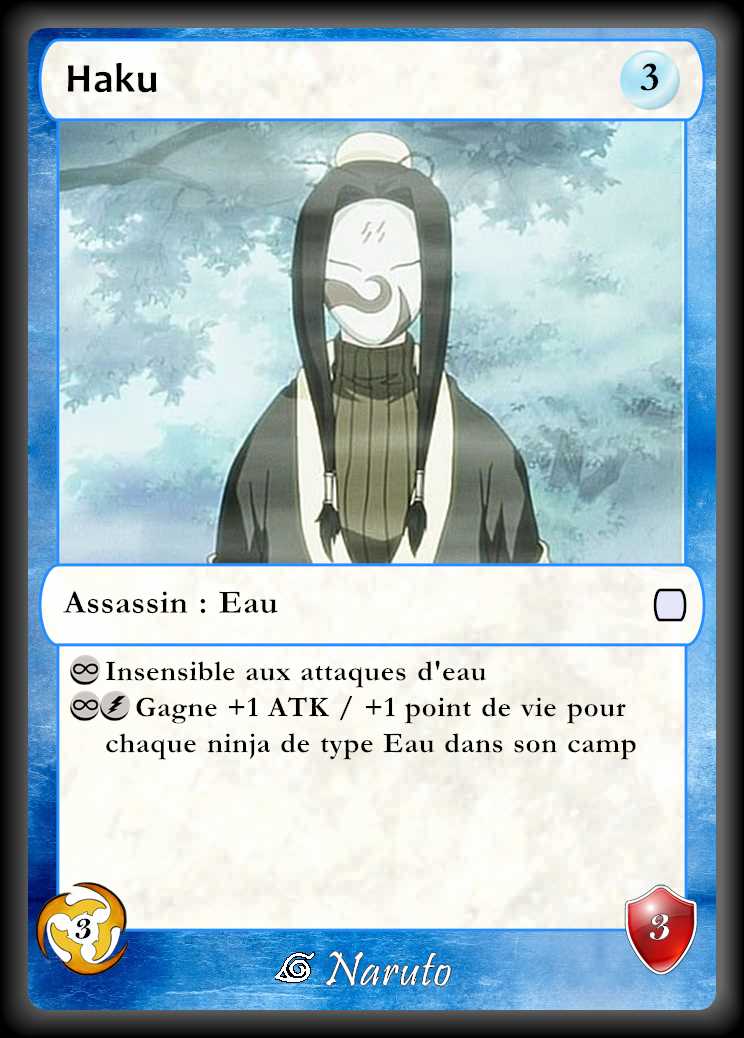 Haku
3
Assassin : Eau
Insensible aux attaques d'eau
Gagne +1 ATK / +1 point de vie pour
chaque ninja de type Eau dans son camp
3
3
Naruto